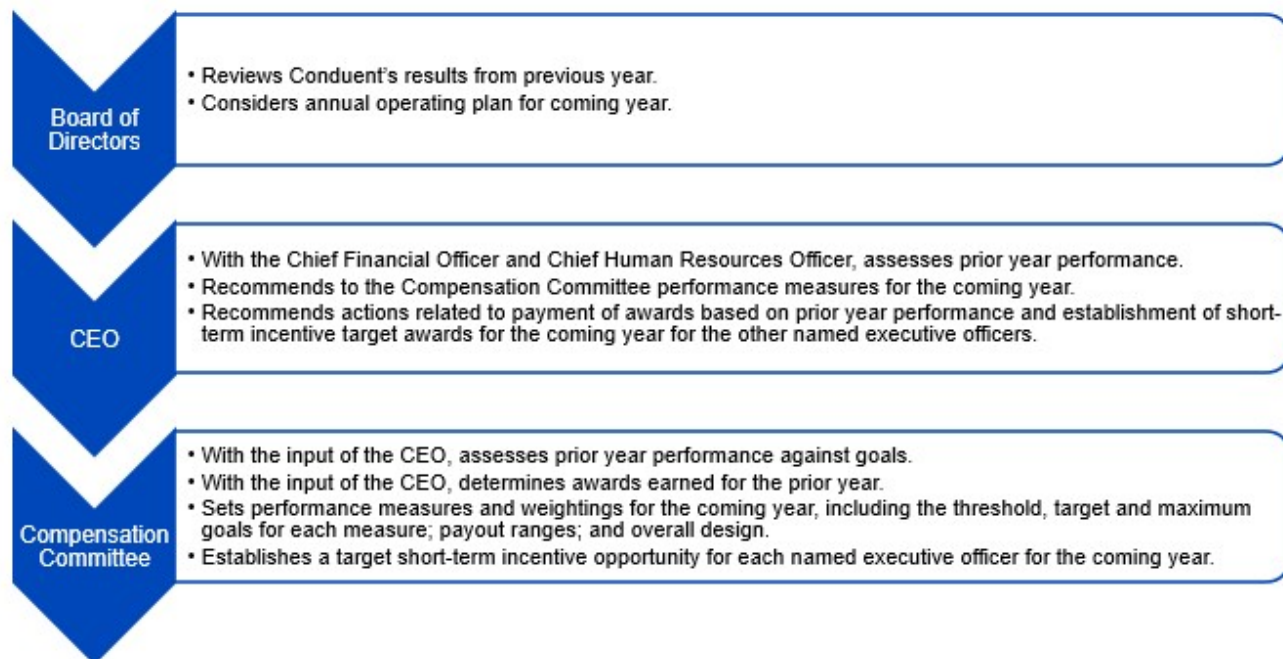 Board of
Directors
• Reviews Conduent's results from previous year.
• Considers annual operating plan for coming year.
CEO
• With the Chief Financial Officer and Chief Human Resources Officer, assesses prior year performance.
• Recommends to the Compensation Committee performance measures for the coming year.
• Recommends actions related to payment of awards based on prior year performance and establishment of short-
term incentive target awards for the coming year for the other named executive officers.
Compensation
Committee
• With the input of the CEO, assesses prior year performance against goals.
• With the input of the CEO, determines awards earned for the prior year.
• Sets performance measures and weightings for the coming year, including the threshold, target and maximum
goals for each measure; payout ranges; and overall design.
• Establishes a target short-term incentive opportunity for each named executive officer for the coming year.